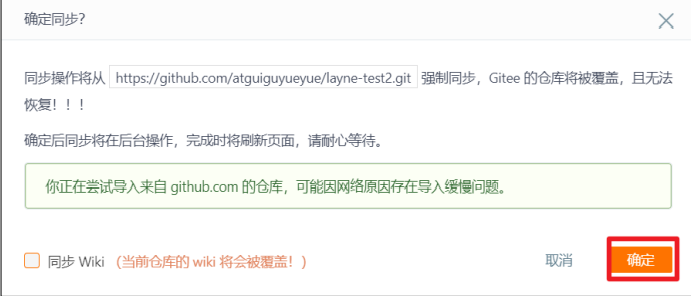 确定同步?
同步操作将从 https://github.com/atguiguyueyue/layne-test2.git 强制同步，Gitee 的仓库将被覆盖，且无法
恢复！！！
确定后同步将在后台操作，完成时将刷新页面，请耐心等待。
你正在尝试导入来自 github.com 的仓库，可能因网络原因存在导入缓慢问题。
同步 Wiki （当前仓库的 wiki 将会被覆盖！） 取消 确定